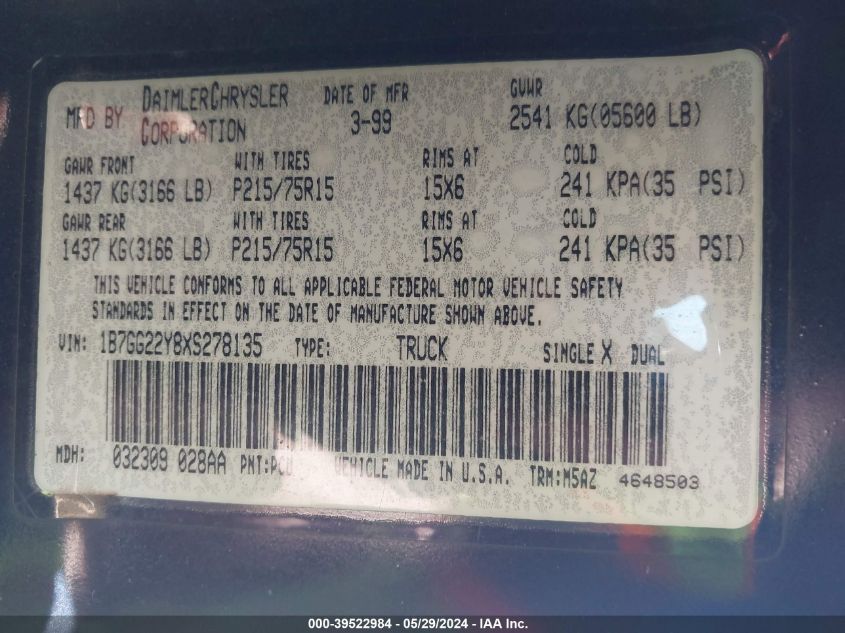 MFD BY DAIMLERCHRYSLER CORPORATION DATE OF MFR 3-99 GVWR 2541 KG(05600 LB)
GAWR FRONT WITH TIRES RIMS AT COLD
1437 KG(3166 LB) P215/75R15 15X6 241 KPA(35 PSI)
GAWR REAR WITH TIRES RIMS AT COLD
1437 KG(3166 LB) P215/75R15 15X6 241 KPA(35 PSI)
THIS VEHICLE CONFORMS TO ALL APPLICABLE FEDERAL MOTOR VEHICLE SAFETY
STANDARDS IN EFFECT ON THE DATE OF MANUFACTURE SHOWN ABOVE.
VIN: 1B7GG22Y8XS278135 TYPE: TRUCK SINGLE X DUAL
MDH: 032309 028AA PNT: VEHICLE MADE IN U.S.A. TRM:M5AZ 4648503
000-39522984 - 05/29/2024 - IAA Inc.